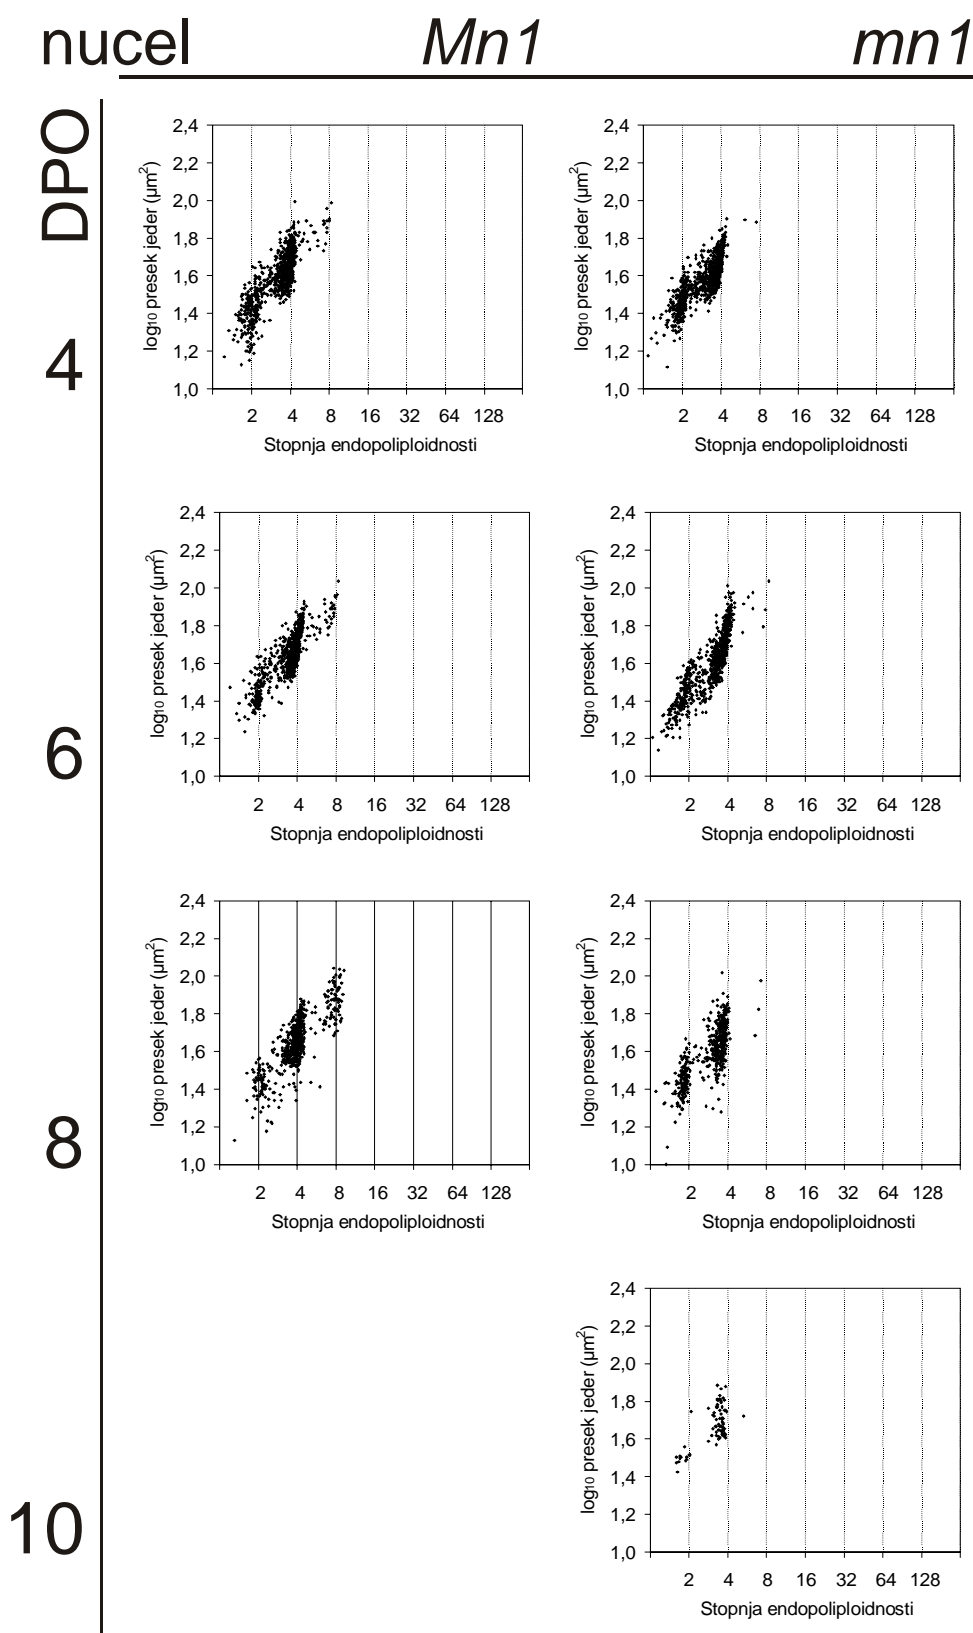 nucel Mn1 mn1
DPO
4
log10 presek jeder (µm²)
2,4
2,2
2,0
1,8
1,6
1,4
1,2
1,0
2 4 8 16 32 64 128
Stopnja endopoliploidnosti
log10 presek jeder (µm²)
2,4
2,2
2,0
1,8
1,6
1,4
1,2
1,0
2 4 8 16 32 64 128
Stopnja endopoliploidnosti
6
log10 presek jeder (µm²)
2,4
2,2
2,0
1,8
1,6
1,4
1,2
1,0
2 4 8 16 32 64 128
Stopnja endopoliploidnosti
log10 presek jeder (µm²)
2,4
2,2
2,0
1,8
1,6
1,4
1,2
1,0
2 4 8 16 32 64 128
Stopnja endopoliploidnosti
8
log10 presek jeder (µm²)
2,4
2,2
2,0
1,8
1,6
1,4
1,2
1,0
2 4 8 16 32 64 128
Stopnja endopoliploidnosti
log10 presek jeder (µm²)
2,4
2,2
2,0
1,8
1,6
1,4
1,2
1,0
2 4 8 16 32 64 128
Stopnja endopoliploidnosti
10
log10 presek jeder (µm²)
2,4
2,2
2,0
1,8
1,6
1,4
1,2
1,0
2 4 8 16 32 64 128
Stopnja endopoliploidnosti